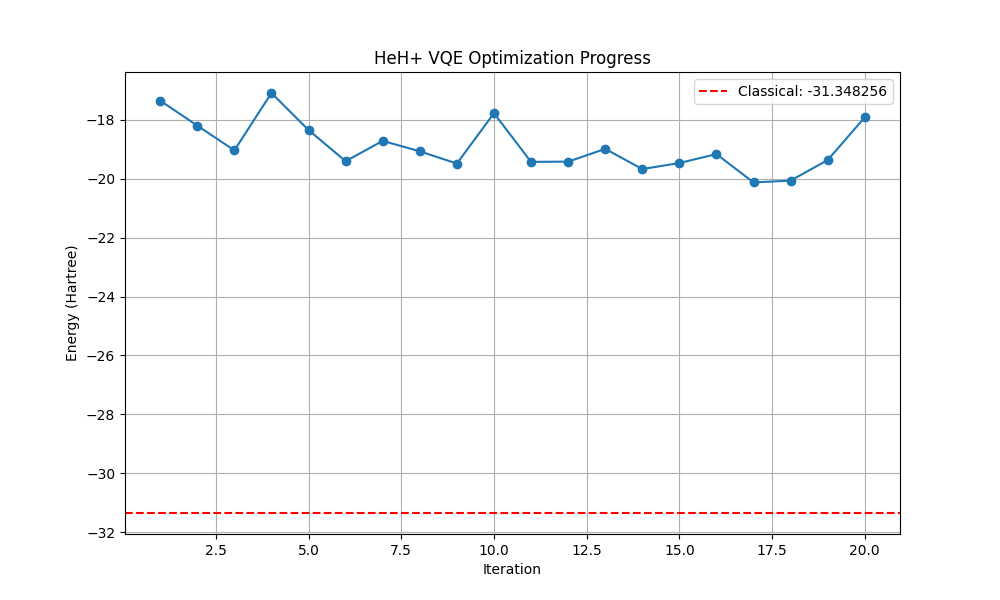 HeH+ VQE Optimization Progress
Classical: -31.348256
Energy (Hartree)
−18
−20
−22
−24
−26
−28
−30
−32
2.5 5.0 7.5 10.0 12.5 15.0 17.5 20.0
Iteration